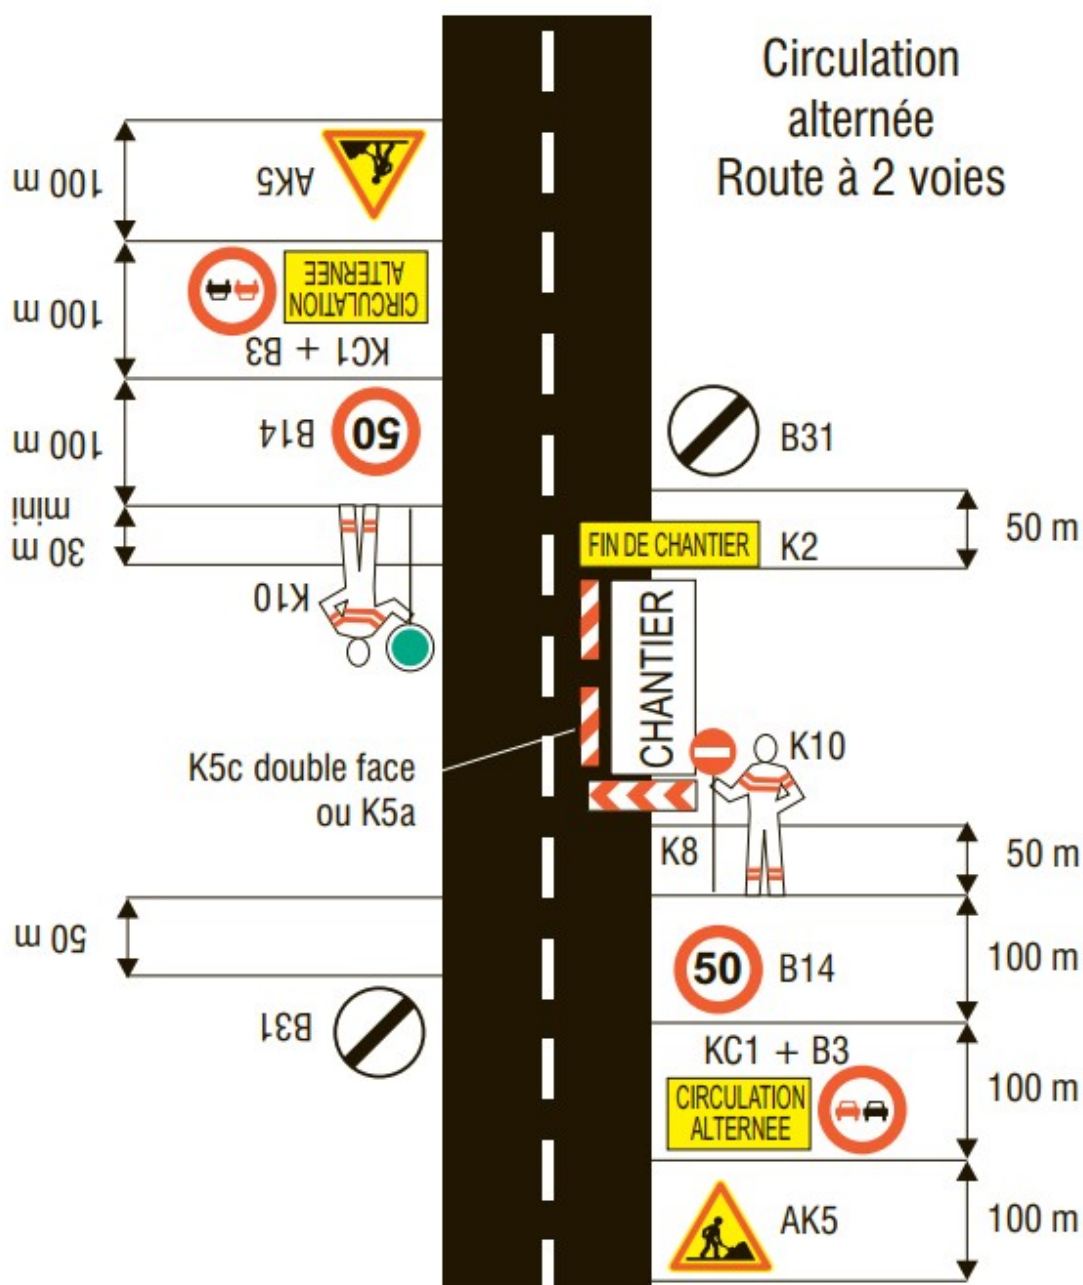 Circulation
alternée
Route à 2 voies
100 m
AK5
100 m
CIRCULATION
ALTERNEE
KC1 + B3
100 m
B14
50
B31
mini
30 m
50 m
FIN DE CHANTIER
K2
K10
CHANTIER
K10
K5c double face
ou K5a
K8
50 m
50 m
50
B14
100 m
B31
KC1 + B3
CIRCULATION
ALTERNEE
100 m
AK5
100 m